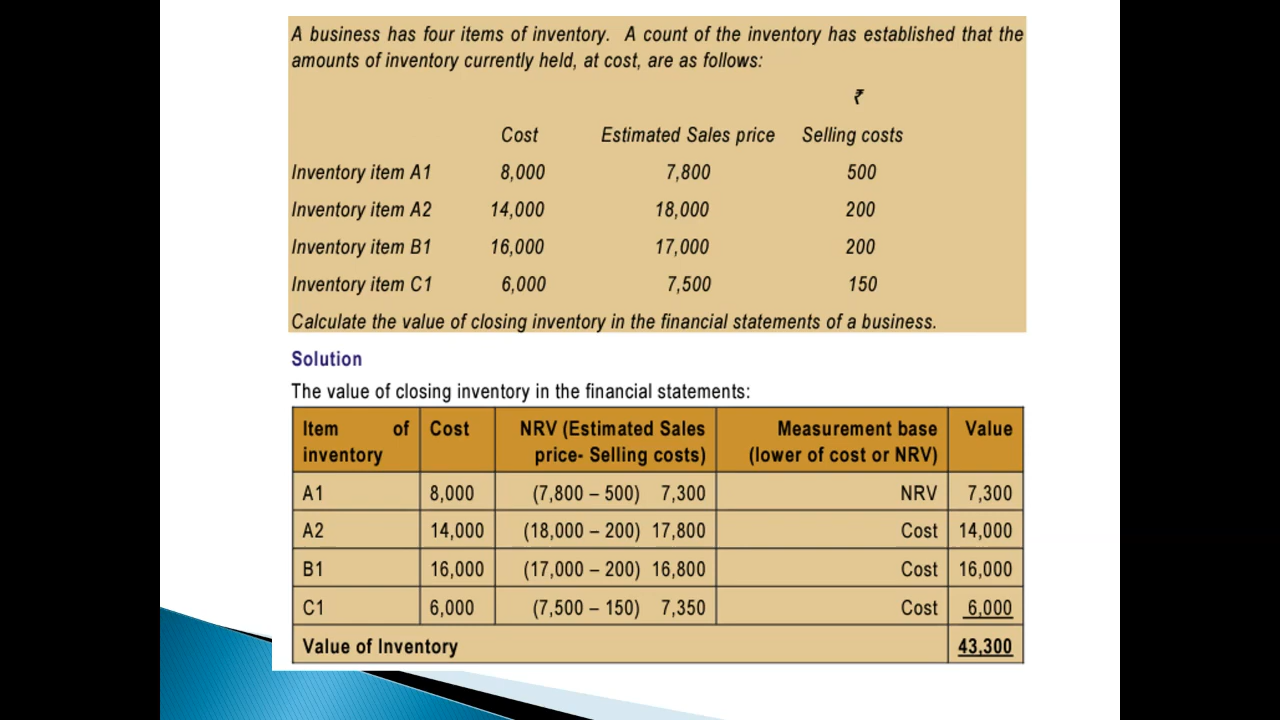 A business has four items of inventory. A count of the inventory has established that the
amounts of inventory currently held, at cost, are as follows:
₹
Cost Estimated Sales price Selling costs
Inventory item A1 8,000 7,800 500
Inventory item A2 14,000 18,000 200
Inventory item B1 16,000 17,000 200
Inventory item C1 6,000 7,500 150
Calculate the value of closing inventory in the financial statements of a business.
Solution
The value of closing inventory in the financial statements:
Item of Cost NRV (Estimated Sales Measurement base Value
inventory price- Selling costs) (lower of cost or NRV)
A1 8,000 (7,800 – 500) 7,300 NRV 7,300
A2 14,000 (18,000 – 200) 17,800 Cost 14,000
B1 16,000 (17,000 – 200) 16,800 Cost 16,000
C1 6,000 (7,500 – 150) 7,350 Cost 6,000
Value of Inventory 43,300